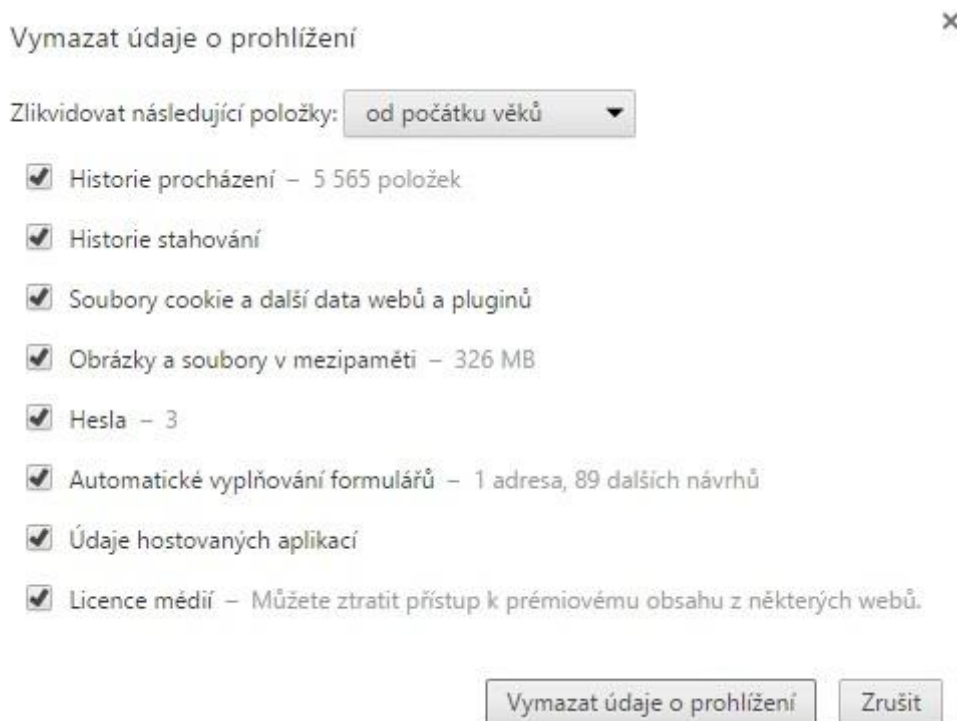 Vymazat údaje o prohlížení
Zlikvidovat následující položky: od počátku věků
Historie procházení – 5 565 položek
Historie stahování
Soubory cookie a další data webů a pluginů
Obrázky a soubory v mezipaměti – 326 MB
Hesla – 3
Automatické vyplňování formulářů – 1 adresa, 89 dalších návrhů
Údaje hostovaných aplikací
Licence médií – Můžete ztratit přístup k prémiovému obsahu z některých webů.
Vymazat údaje o prohlížení Zrušit